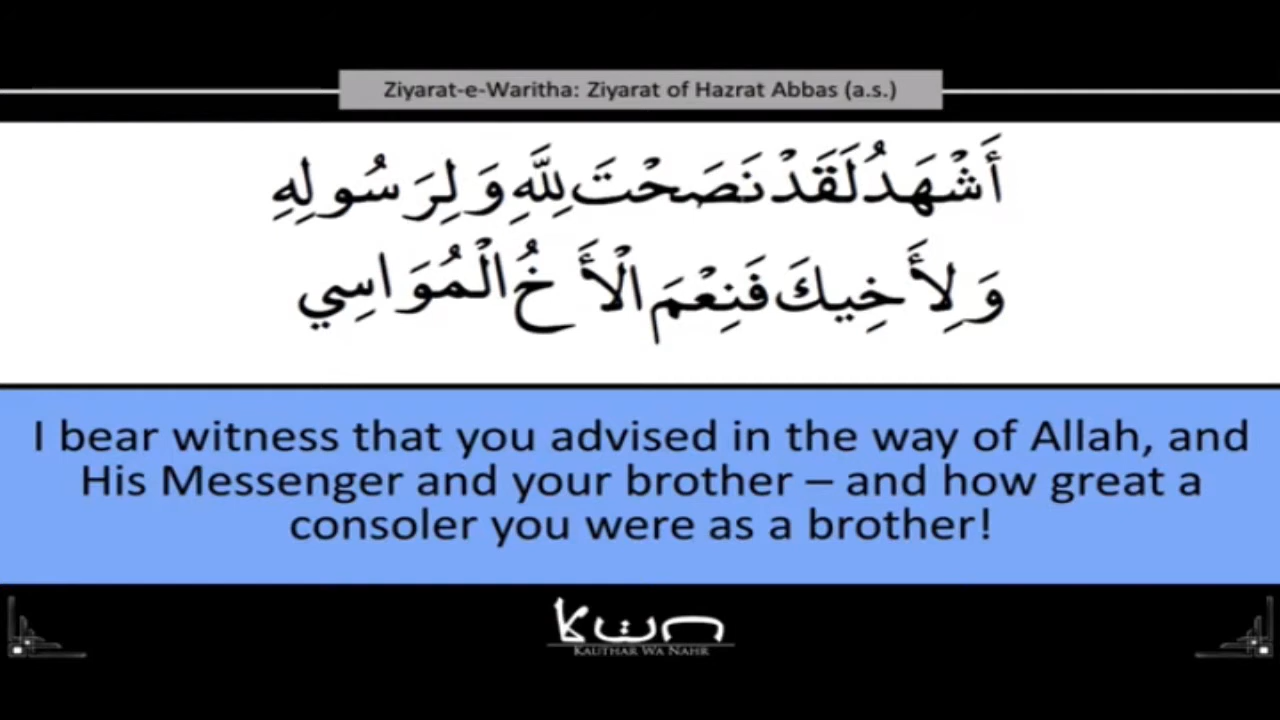 Ziyarat-e-Waritha: Ziyarat of Hazrat Abbas (a.s.)
أَشْهَدُ لَقَدْ نَصَحْتَ لِلَّهِ وَلِرَسُولِهِ
وَلِأَخِيكَ فَنِعْمَ الْأَخُ الْمُوَاسِي
I bear witness that you advised in the way of Allah, and
His Messenger and your brother – and how great a
consoler you were as a brother!
KAUTHAR WA NAHR